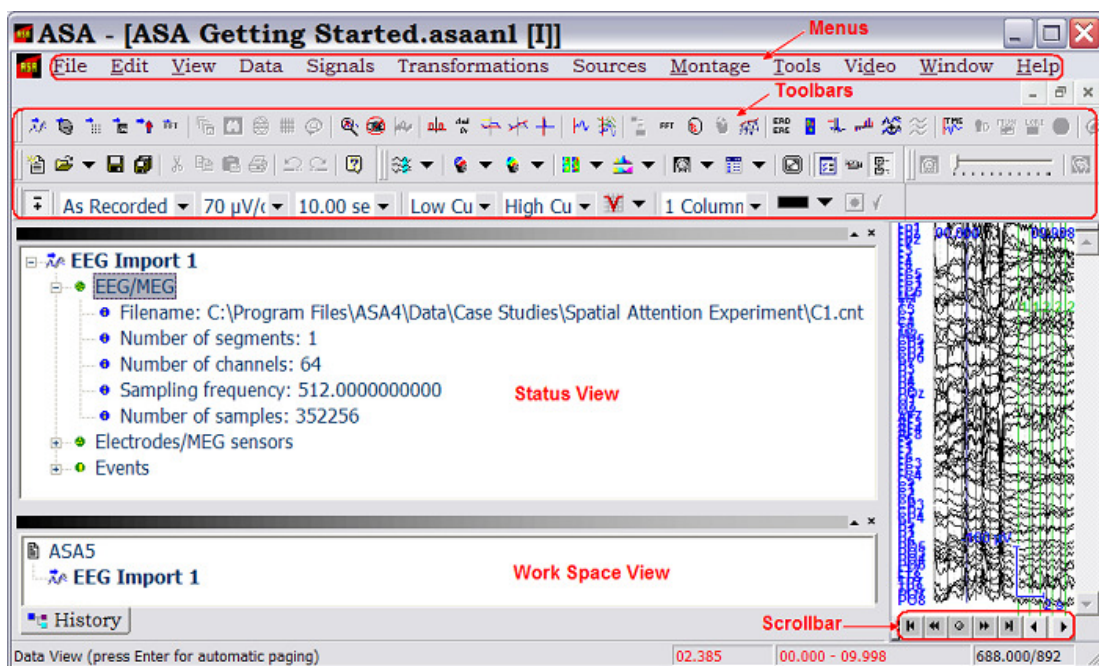 ASA - [ASA Getting Started.asaanl [I]]
Menus
File Edit View Data Signals Transformations Sources Montage Tools Video Window Help
Toolbars
As Recorded 70 µV/c 10.00 se Low Cu High Cu 1 Column
EEG Import 1
EEG/MEG
Filename: C:\Program Files\ASA4\Data\Case Studies\Spatial Attention Experiment\C1.cnt
Number of segments: 1
Number of channels: 64
Sampling frequency: 512.0000000000
Number of samples: 352256
Electrodes/MEG sensors
Events
Status View
00.000 09.998
ASA5
EEG Import 1
Work Space View
History
Scrollbar
Data View (press Enter for automatic paging) 02.385 00.000 - 09.998 688.000/892